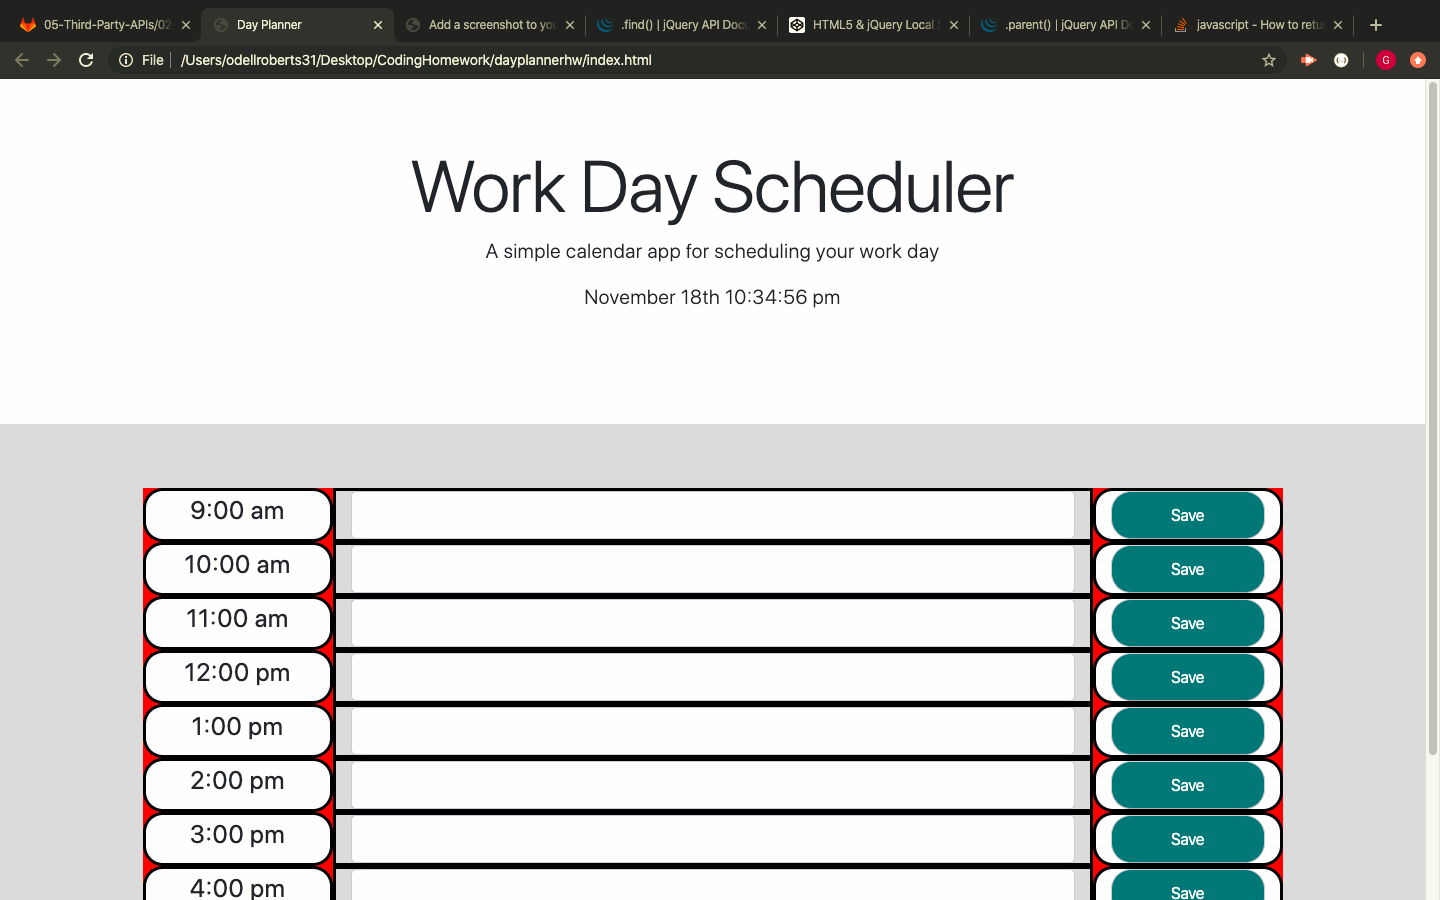 05-Third-Party-APIs/02
Day Planner
Add a screenshot to you
.find() | jQuery API Docu
HTML5 & jQuery Local S
.parent() | jQuery API Do
javascript - How to retu
File
/Users/odellroberts31/Desktop/CodingHomework/dayplannerhw/index.html
G
Work Day Scheduler
A simple calendar app for scheduling your work day
November 18th 10:34:56 pm
9:00 am
Save
10:00 am
Save
11:00 am
Save
12:00 pm
Save
1:00 pm
Save
2:00 pm
Save
3:00 pm
Save
4:00 pm
Save